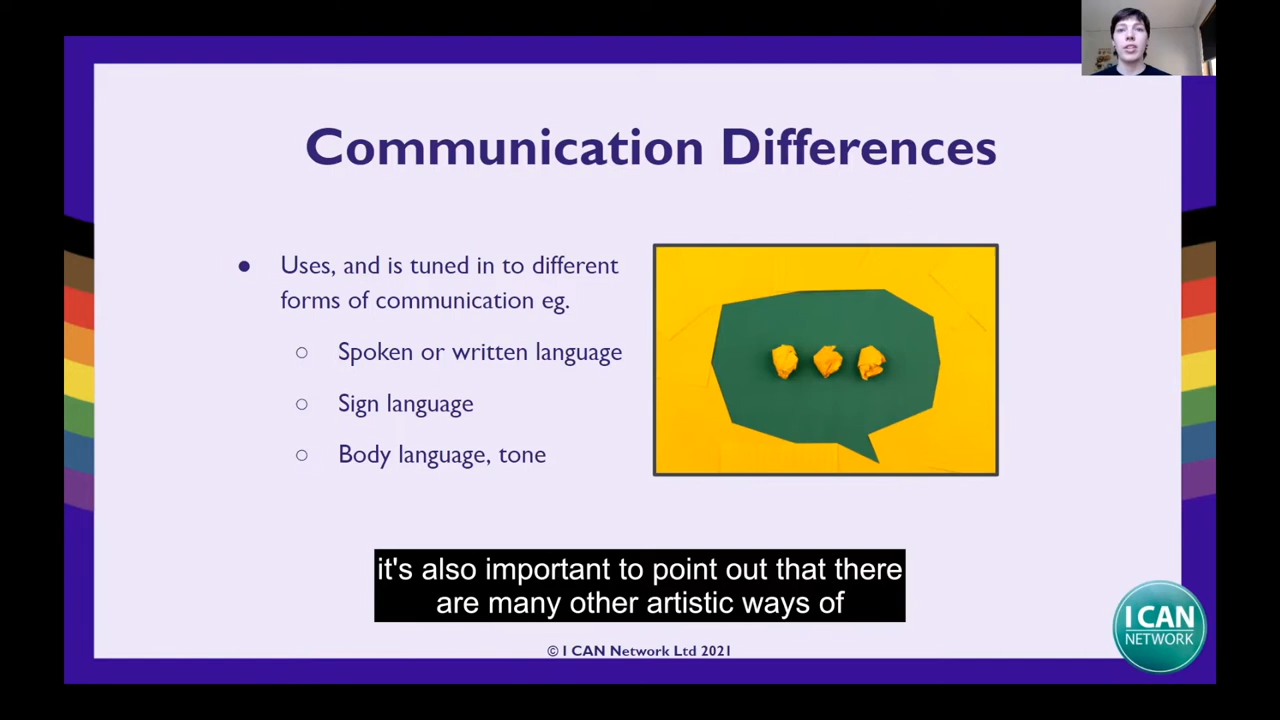 Communication Differences
● Uses, and is tuned in to different
forms of communication eg.
○ Spoken or written language
○ Sign language
○ Body language, tone
it's also important to point out that there
are many other artistic ways of
© I CAN Network Ltd 2021
I CAN
NETWORK